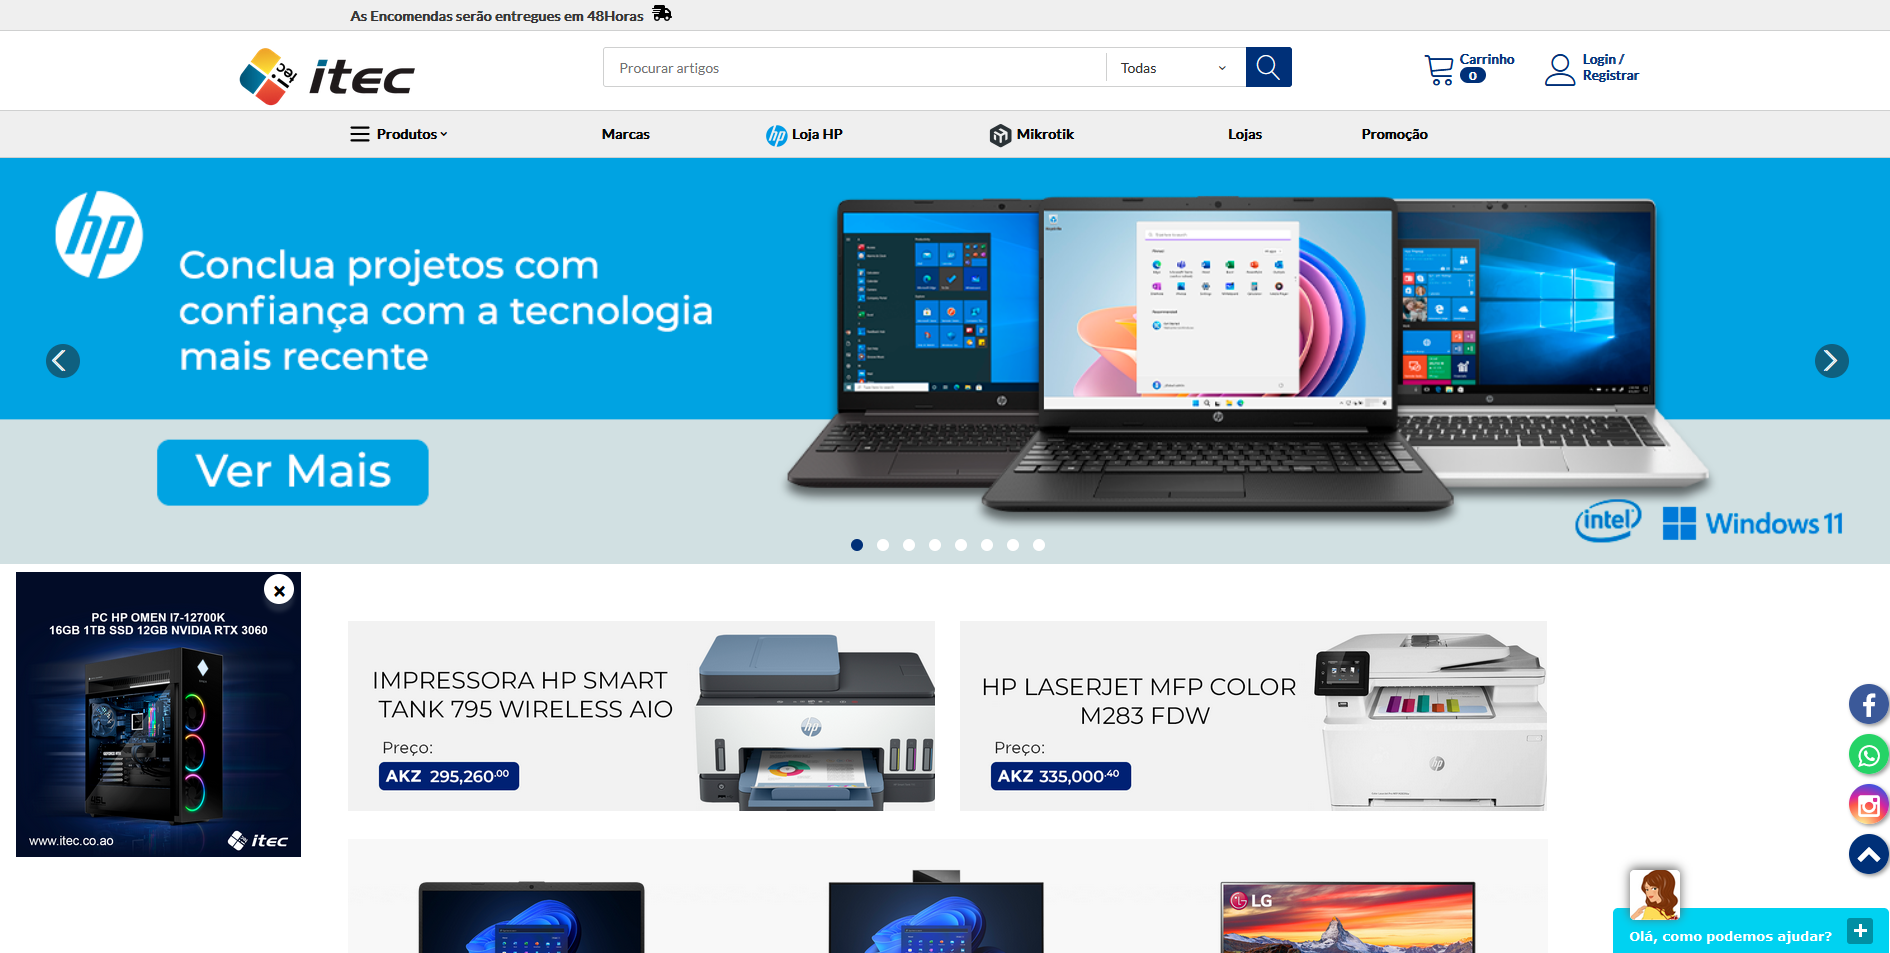 As Encomendas serão entregues em 48Horas
itec
itec
Procurar artigos
Todas
Carrinho
0
Login /
Registrar
Produtos
Marcas
hp
Loja HP
Mikrotik
Lojas
Promoção
hp
Conclua projetos com
confiança com a tecnologia
mais recente
Ver Mais
intel
Windows 11
PC HP OMEN I7-12700K
16GB 1TB SSD 12GB NVIDIA RTX 3060
www.itec.co.ao
itec
IMPRESSORA HP SMART
TANK 795 WIRELESS AIO
Preço:
AKZ 295,260.00
hp
HP LASERJET MFP COLOR
M283 FDW
Preço:
AKZ 335,000.40
hp
LG
Olá, como podemos ajudar?